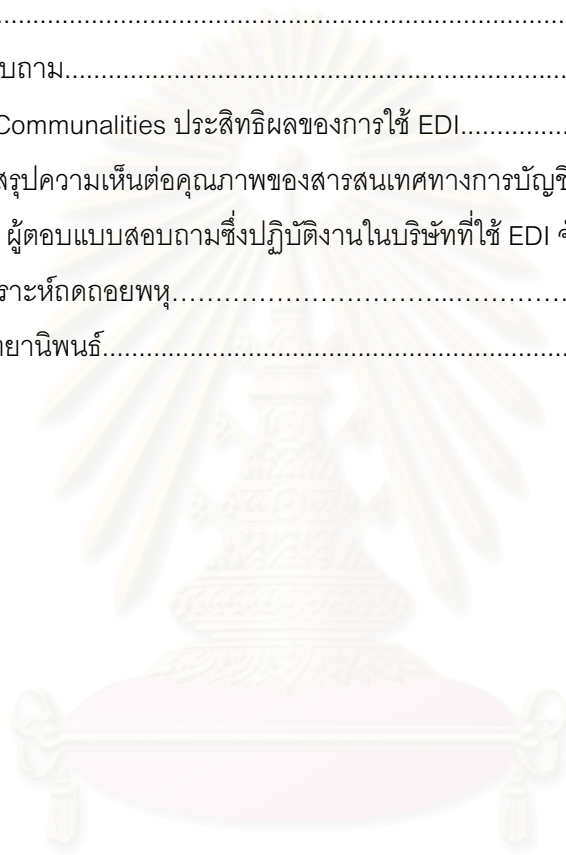 ...............................................................................
บถาม....................................................................
Communalities ประสิทธิผลของการใช้ EDI...............
สรุปความเห็นต่อคุณภาพของสารสนเทศทางการบัญชี
ผู้ตอบแบบสอบถามซึ่งปฏิบัติงานในบริษัทที่ใช้ EDI
ราะห์ถดถอยพหุ..................................................
ทยานิพนธ์...............................................................